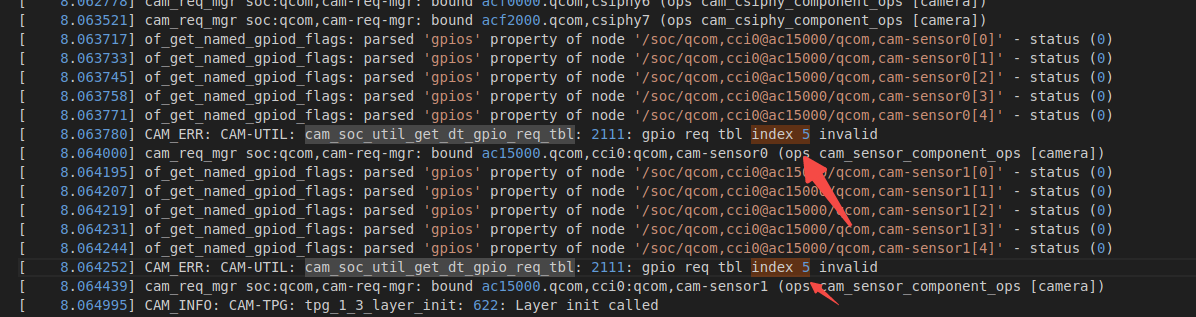 [    8.062778] cam_req_mgr soc:qcom,cam-req-mgr: bound acf0000.qcom,csiphy6 (ops cam_csiphy_component_ops [camera])
[    8.063521] cam_req_mgr soc:qcom,cam-req-mgr: bound acf2000.qcom,csiphy7 (ops cam_csiphy_component_ops [camera])
[    8.063717] of_get_named_gpiod_flags: parsed 'gpios' property of node '/soc/qcom,cci0@ac15000/qcom,cam-sensor0[0]' - status (0)
[    8.063733] of_get_named_gpiod_flags: parsed 'gpios' property of node '/soc/qcom,cci0@ac15000/qcom,cam-sensor0[1]' - status (0)
[    8.063745] of_get_named_gpiod_flags: parsed 'gpios' property of node '/soc/qcom,cci0@ac15000/qcom,cam-sensor0[2]' - status (0)
[    8.063758] of_get_named_gpiod_flags: parsed 'gpios' property of node '/soc/qcom,cci0@ac15000/qcom,cam-sensor0[3]' - status (0)
[    8.063771] of_get_named_gpiod_flags: parsed 'gpios' property of node '/soc/qcom,cci0@ac15000/qcom,cam-sensor0[4]' - status (0)
[    8.063780] CAM_ERR: CAM-UTIL: cam_soc_util_get_dt_gpio_req_tbl: 2111: gpio req tbl index 5 invalid
[    8.064000] cam_req_mgr soc:qcom,cam-req-mgr: bound ac15000.qcom,cci0:qcom,cam-sensor0 (ops cam_sensor_component_ops [camera])
[    8.064195] of_get_named_gpiod_flags: parsed 'gpios' property of node '/soc/qcom,cci0@ac15000/qcom,cam-sensor1[0]' - status (0)
[    8.064207] of_get_named_gpiod_flags: parsed 'gpios' property of node '/soc/qcom,cci0@ac15000/qcom,cam-sensor1[1]' - status (0)
[    8.064219] of_get_named_gpiod_flags: parsed 'gpios' property of node '/soc/qcom,cci0@ac15000/qcom,cam-sensor1[2]' - status (0)
[    8.064231] of_get_named_gpiod_flags: parsed 'gpios' property of node '/soc/qcom,cci0@ac15000/qcom,cam-sensor1[3]' - status (0)
[    8.064244] of_get_named_gpiod_flags: parsed 'gpios' property of node '/soc/qcom,cci0@ac15000/qcom,cam-sensor1[4]' - status (0)
[    8.064252] CAM_ERR: CAM-UTIL: cam_soc_util_get_dt_gpio_req_tbl: 2111: gpio req tbl index 5 invalid
[    8.064439] cam_req_mgr soc:qcom,cam-req-mgr: bound ac15000.qcom,cci0:qcom,cam-sensor1 (ops cam_sensor_component_ops [camera])
[    8.064995] CAM_INFO: CAM-TPG: tpg_1_3_layer_init: 622: Layer init called